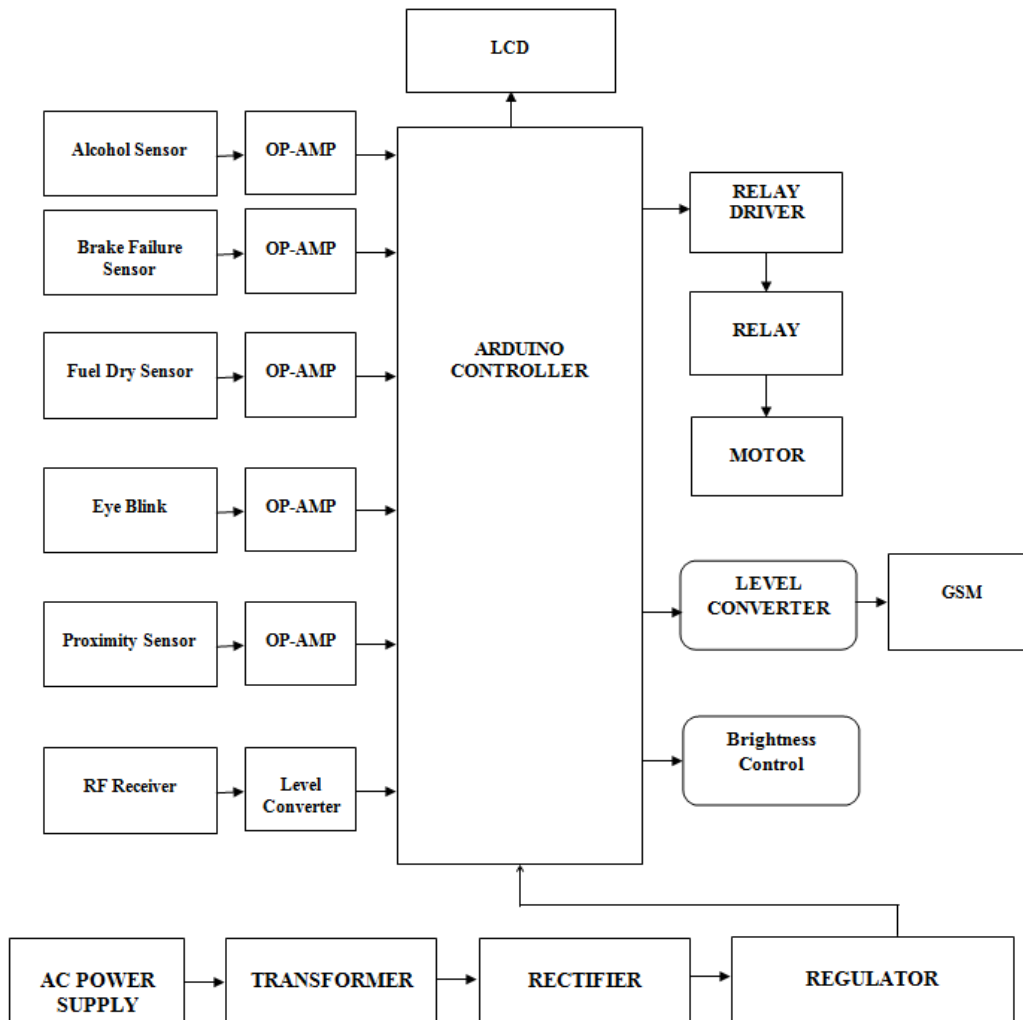 LCD
Alcohol Sensor
OP-AMP
Brake Failure
Sensor
OP-AMP
Fuel Dry Sensor
OP-AMP
Eye Blink
OP-AMP
Proximity Sensor
OP-AMP
RF Receiver
Level
Converter
ARDUINO
CONTROLLER
RELAY
DRIVER
RELAY
MOTOR
LEVEL
CONVERTER
GSM
Brightness
Control
AC POWER
SUPPLY
TRANSFORMER
RECTIFIER
REGULATOR